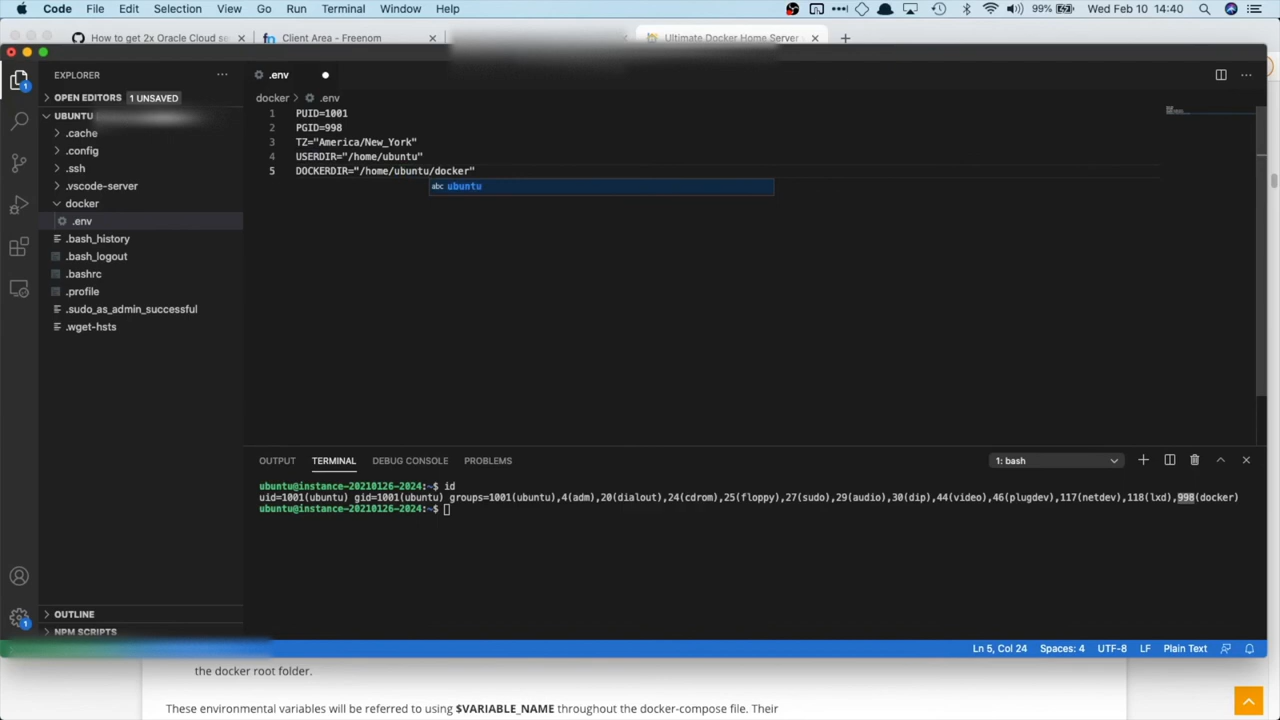 Code File Edit Selection View Go Run Terminal Window Help 99% Wed Feb 10 14:40
How to get 2x Oracle Cloud se Client Area - Freenom Ultimate Docker Home Server
EXPLORER
.env
OPEN EDITORS 1 UNSAVED
docker > .env
UBUNTU
.cache
.config
.ssh
.vscode-server
docker
.env
.bash_history
.bash_logout
.bashrc
.profile
.sudo_as_admin_successful
.wget-hsts
OUTLINE
NPM SCRIPTS
1 PUID=1001
2 PGID=998
3 TZ="America/New_York"
4 USERDIR="/home/ubuntu"
5 DOCKERDIR="/home/ubuntu/docker"
abc ubuntu
OUTPUT TERMINAL DEBUG CONSOLE PROBLEMS 1: bash
ubuntu@instance-20210126-2024:~$ id
uid=1001(ubuntu) gid=1001(ubuntu) groups=1001(ubuntu),4(adm),20(dialout),24(cdrom),25(floppy),27(sudo),29(audio),30(dip),44(video),46(plugdev),117(netdev),118(lxd),998(docker)
ubuntu@instance-20210126-2024:~$
Ln 5, Col 24 Spaces: 4 UTF-8 LF Plain Text
the docker root folder.
These environmental variables will be referred to using $VARIABLE_NAME throughout the docker-compose file. Their